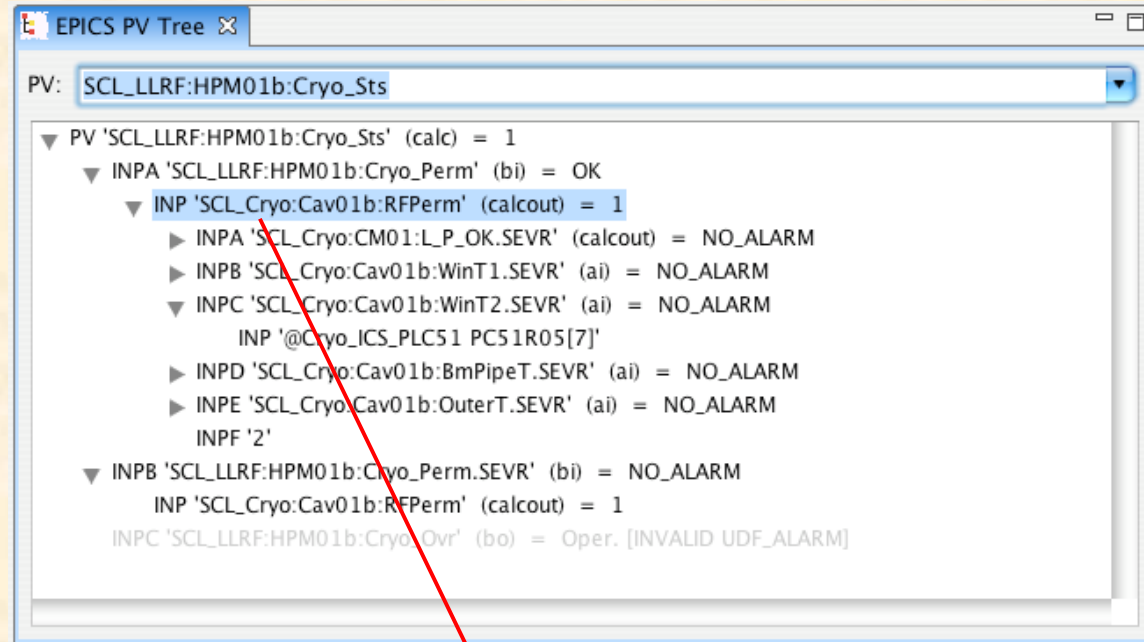 EPICS PV Tree
PV: SCL_LLRF:HPM01b:Cryo_Sts
PV 'SCL_LLRF:HPM01b:Cryo_Sts' (calc) = 1
INPA 'SCL_LLRF:HPM01b:Cryo_Perm' (bi) = OK
INP 'SCL_Cryo:Cav01b:RFPerm' (calcout) = 1
INPA 'SCL_Cryo:CM01:L_P_OK.SEVR' (calcout) = NO_ALARM
INPB 'SCL_Cryo:Cav01b:WinT1.SEVR' (ai) = NO_ALARM
INPC 'SCL_Cryo:Cav01b:WinT2.SEVR' (ai) = NO_ALARM
INP '@Cryo_ICS_PLC51 PC51R05[7]'
INPD 'SCL_Cryo:Cav01b:BmPipeT.SEVR' (ai) = NO_ALARM
INPE 'SCL_Cryo:Cav01b:OuterT.SEVR' (ai) = NO_ALARM
INPF '2'
INPB 'SCL_LLRF:HPM01b:Cryo_Perm.SEVR' (bi) = NO_ALARM
INP 'SCL_Cryo:Cav01b:RFPerm' (calcout) = 1
INPC 'SCL_LLRF:HPM01b:Cryo_Ovr' (bo) = Oper. [INVALID UDF_ALARM]